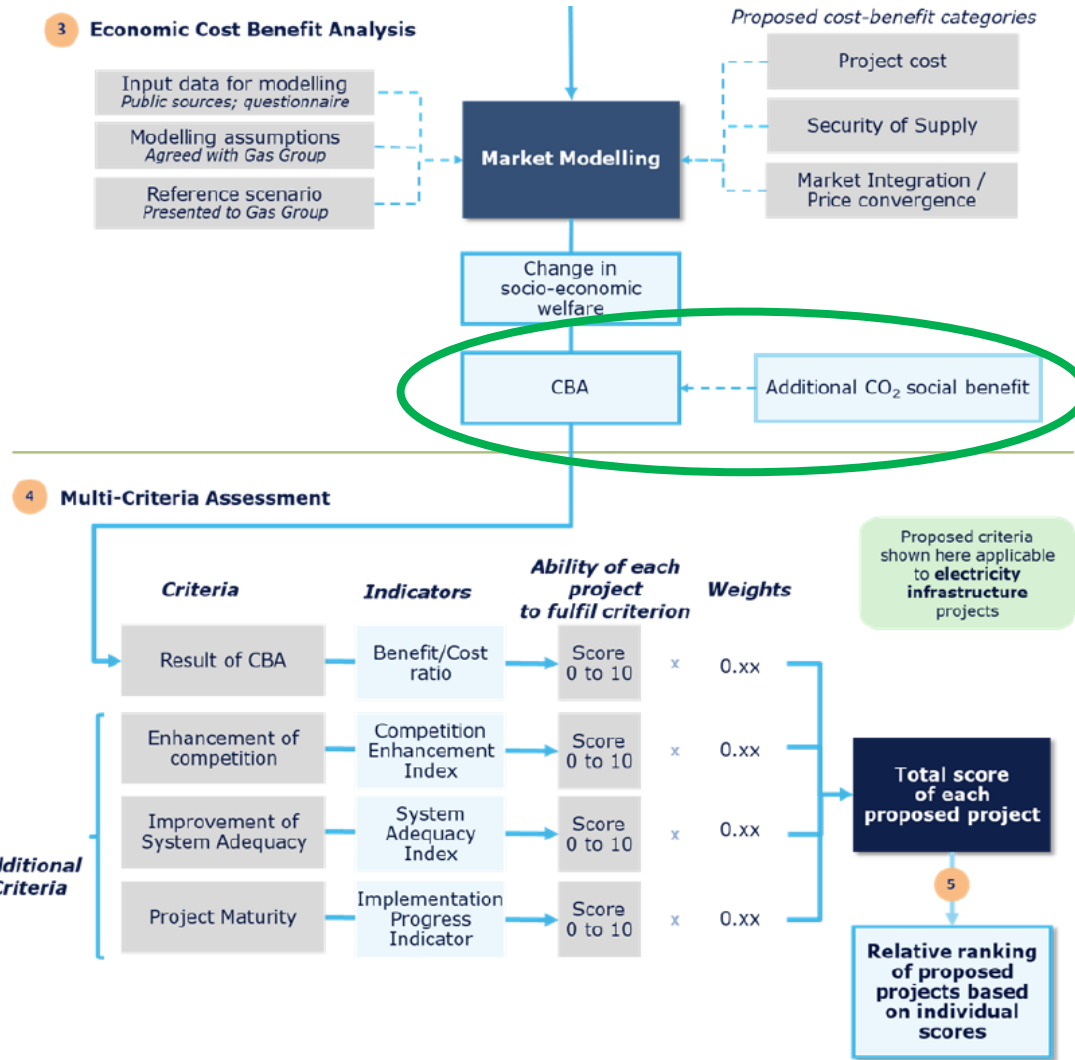 3 Economic Cost Benefit Analysis
Proposed cost-benefit categories
Input data for modelling
Public sources; questionnaire
Modelling assumptions
Agreed with Gas Group
Reference scenario
Presented to Gas Group
Market Modelling
Project cost
Security of Supply
Market Integration /
Price convergence
Change in
socio-economic
welfare
CBA
Additional CO₂ social benefit
4 Multi-Criteria Assessment
Proposed criteria
shown here applicable
to electricity
infrastructure
projects
Criteria
Indicators
Ability of each
project
to fulfil criterion
Weights
Result of CBA
Benefit/Cost
ratio
Score
0 to 10
x
0.xx
Enhancement of
competition
Competition
Enhancement
Index
Score
0 to 10
x
0.xx
Improvement of
System Adequacy
System
Adequacy
Index
Score
0 to 10
x
0.xx
Project Maturity
Implementation
Progress
Indicator
Score
0 to 10
x
0.xx
dditional
Criteria
Total score
of each
proposed project
5
Relative ranking
of proposed
projects based
on individual
scores